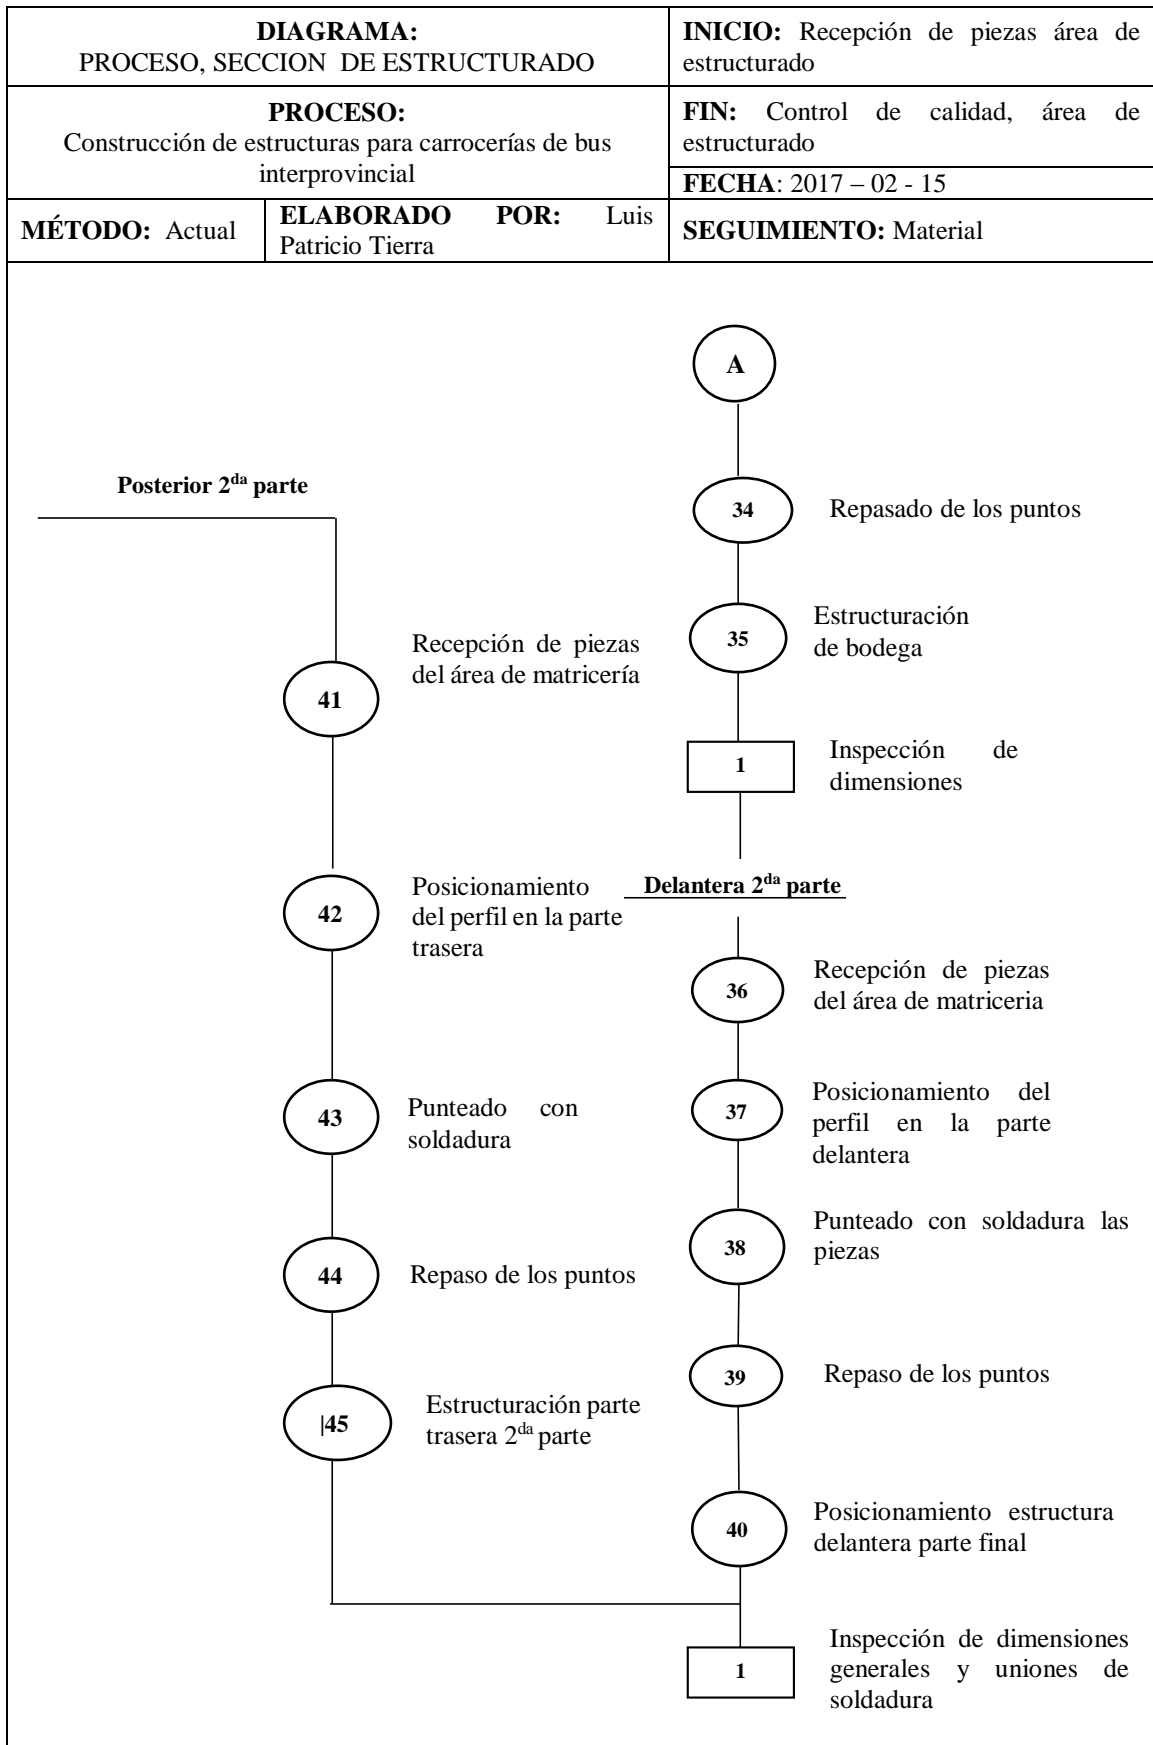 DIAGRAMA:
PROCESO, SECCION DE ESTRUCTURADO
INICIO: Recepción de piezas área de
estructurado
PROCESO:
Construcción de estructuras para carrocerías de bus
interprovincial
FIN: Control de calidad, área de
estructurado
FECHA: 2017 – 02 - 15
MÉTODO: Actual
ELABORADO POR: Luis
Patricio Tierra
SEGUIMIENTO: Material
A
Posterior 2da parte
34
Repasado de los puntos
35
Estructuración
de bodega
41
Recepción de piezas
del área de matricería
1
Inspección de
dimensiones
42
Posicionamiento
del perfil en la parte
trasera
Delantera 2da parte
36
Recepción de piezas
del área de matriceria
43
Punteado con
soldadura
37
Posicionamiento del
perfil en la parte
delantera
38
Punteado con soldadura las
piezas
44
Repaso de los puntos
39
Repaso de los puntos
|45
Estructuración parte
trasera 2da parte
40
Posicionamiento estructura
delantera parte final
1
Inspección de dimensiones
generales y uniones de
soldadura